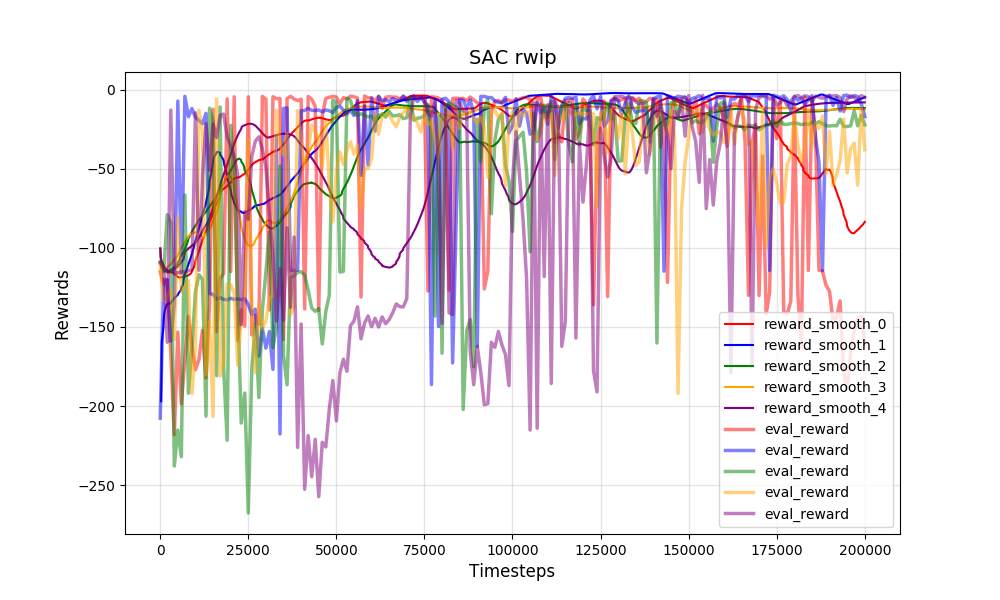 SAC rwip
Rewards
0
−50
−100
−150
−200
−250
0 25000 50000 75000 100000 125000 150000 175000 200000
Timesteps
reward_smooth_0
reward_smooth_1
reward_smooth_2
reward_smooth_3
reward_smooth_4
eval_reward
eval_reward
eval_reward
eval_reward
eval_reward